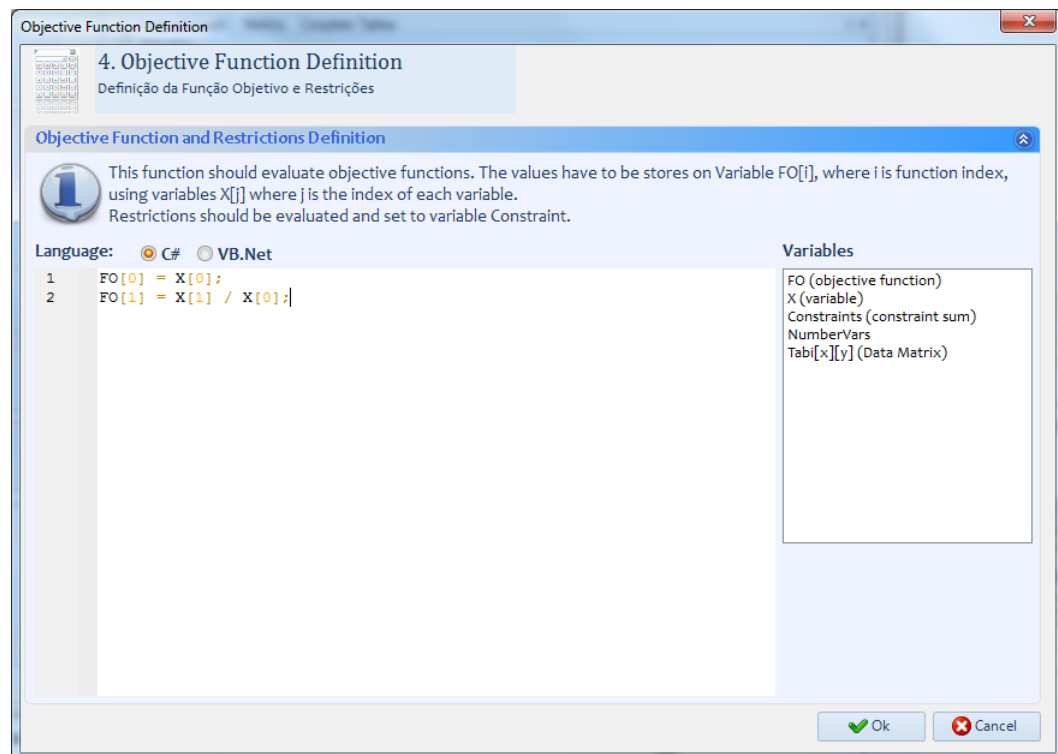 Objective Function Definition
4. Objective Function Definition
Definição da Função Objetivo e Restrições
Objective Function and Restrictions Definition
This function should evaluate objective functions. The values have to be stores on Variable FO[i], where i is function index,
using variables X[j] where j is the index of each variable.
Restrictions should be evaluated and set to variable Constraint.
Language: C# VB.Net
Variables
1 FO[0] = X[0];
2 FO[1] = X[1] / X[0];
FO (objective function)
X (variable)
Constraints (constraint sum)
NumberVars
Tabi[x][y] (Data Matrix)
Ok
Cancel